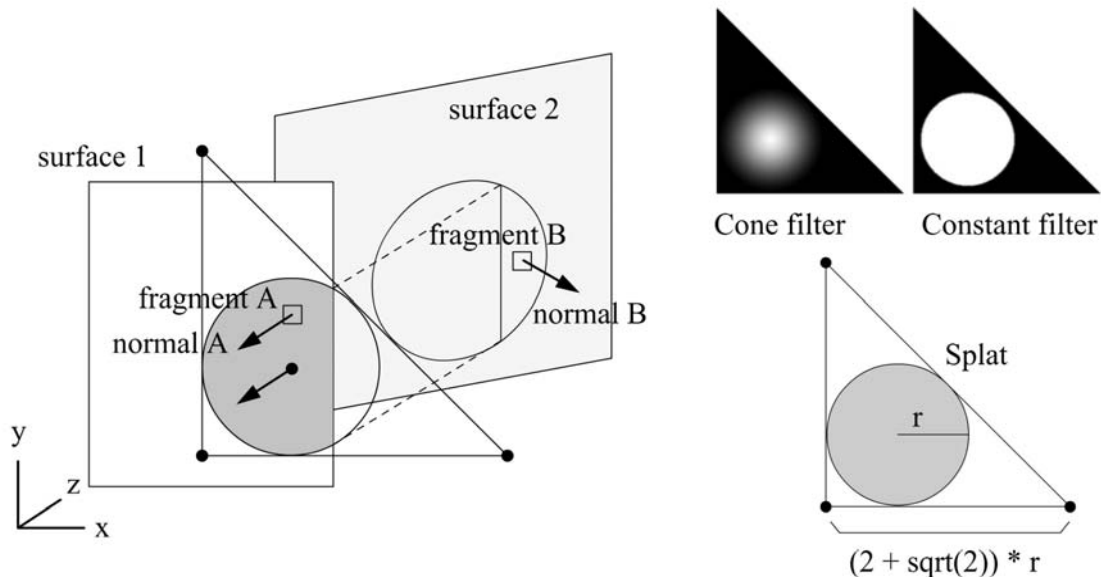 surface 1
surface 2
fragment A
normal A
fragment B
normal B
y
z
x
Cone filter
Constant filter
Splat
r
(2 + sqrt(2)) * r